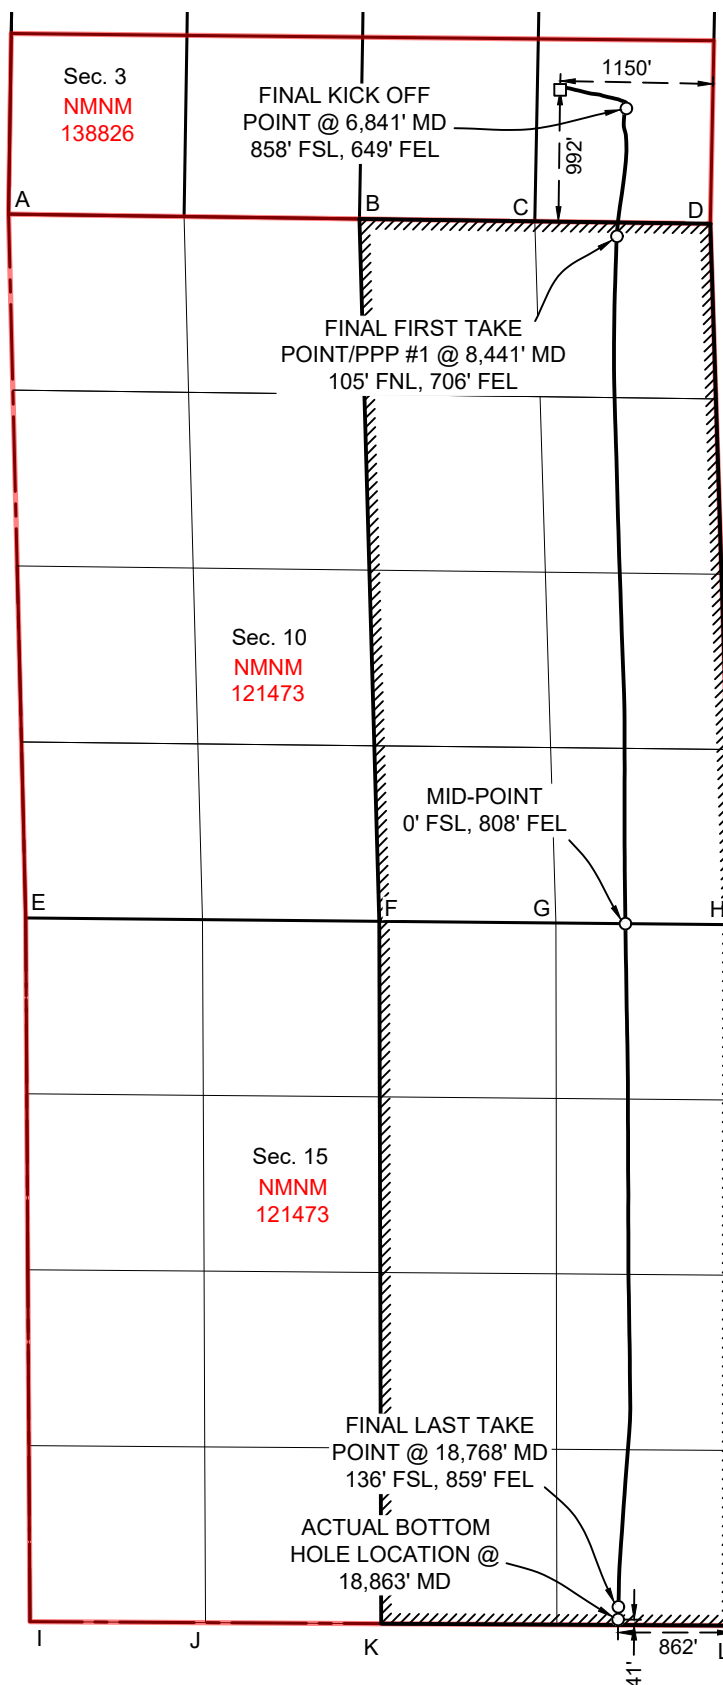 Sec. 3
NMNM
138826
FINAL KICK OFF
POINT @ 6,841' MD
858' FSL, 649' FEL
1150'
992'
A
B
C
D
FINAL FIRST TAKE
POINT/PPP #1 @ 8,441' MD
105' FNL, 706' FEL
Sec. 10
NMNM
121473
MID-POINT
0' FSL, 808' FEL
E
F
G
H
Sec. 15
NMNM
121473
FINAL LAST TAKE
POINT @ 18,768' MD
136' FSL, 859' FEL
ACTUAL BOTTOM
HOLE LOCATION @
18,863' MD
I
J
K
L
862'
41'